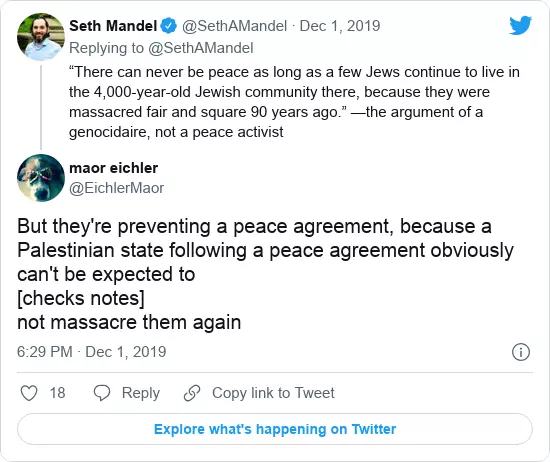 Seth Mandel @SethAMandel · Dec 1, 2019
Replying to @SethAMandel
“There can never be peace as long as a few Jews continue to live in
the 4,000-year-old Jewish community there, because they were
massacred fair and square 90 years ago.” —the argument of a
genocidaire, not a peace activist
maor eichler
@EichlerMaor
But they're preventing a peace agreement, because a
Palestinian state following a peace agreement obviously
can't be expected to
[checks notes]
not massacre them again
6:29 PM · Dec 1, 2019
18 Reply Copy link to Tweet
Explore what's happening on Twitter